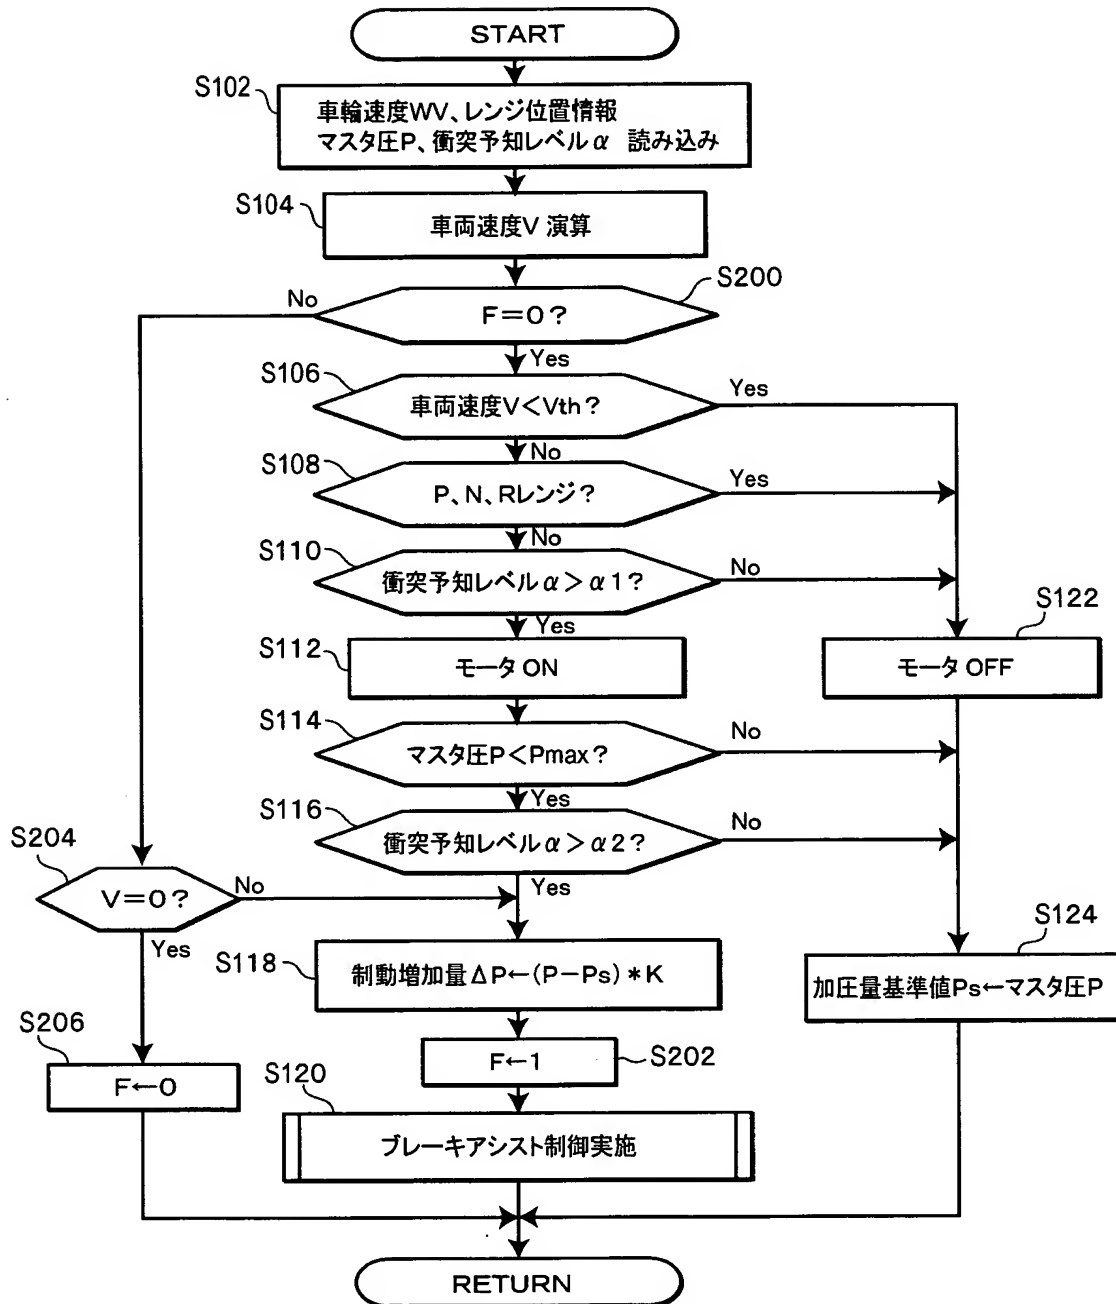 START
S102
車輪速度WV、レンジ位置情報
マスタ圧P、衝突予知レベルα 読み込み
S104
車両速度V 演算
S200
F=0?
No
Yes
S106
車両速度V<Vth?
Yes
No
S108
P、N、Rレンジ?
Yes
No
S110
衝突予知レベルα>α1?
No
Yes
S112
モータ ON
S122
モータ OFF
S114
マスタ圧P<Pmax?
No
Yes
S116
衝突予知レベルα>α2?
No
Yes
S204
V=0?
No
Yes
S118
制動増加量ΔP←(P-Ps)*K
S124
加圧量基準値Ps←マスタ圧P
S206
F←0
F←1
S202
S120
ブレーキアシスト制御実施
RETURN